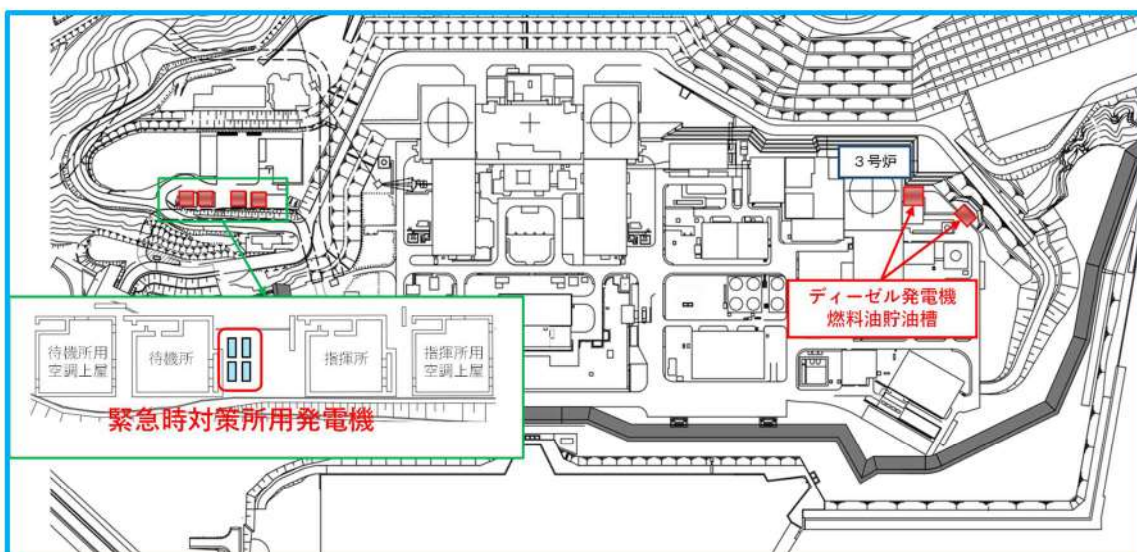 3号炉
ディーゼル発電機
燃料油貯油槽
待機所用
空調上屋
待機所
指揮所
指揮所用
空調上屋
緊急時対策所用発電機